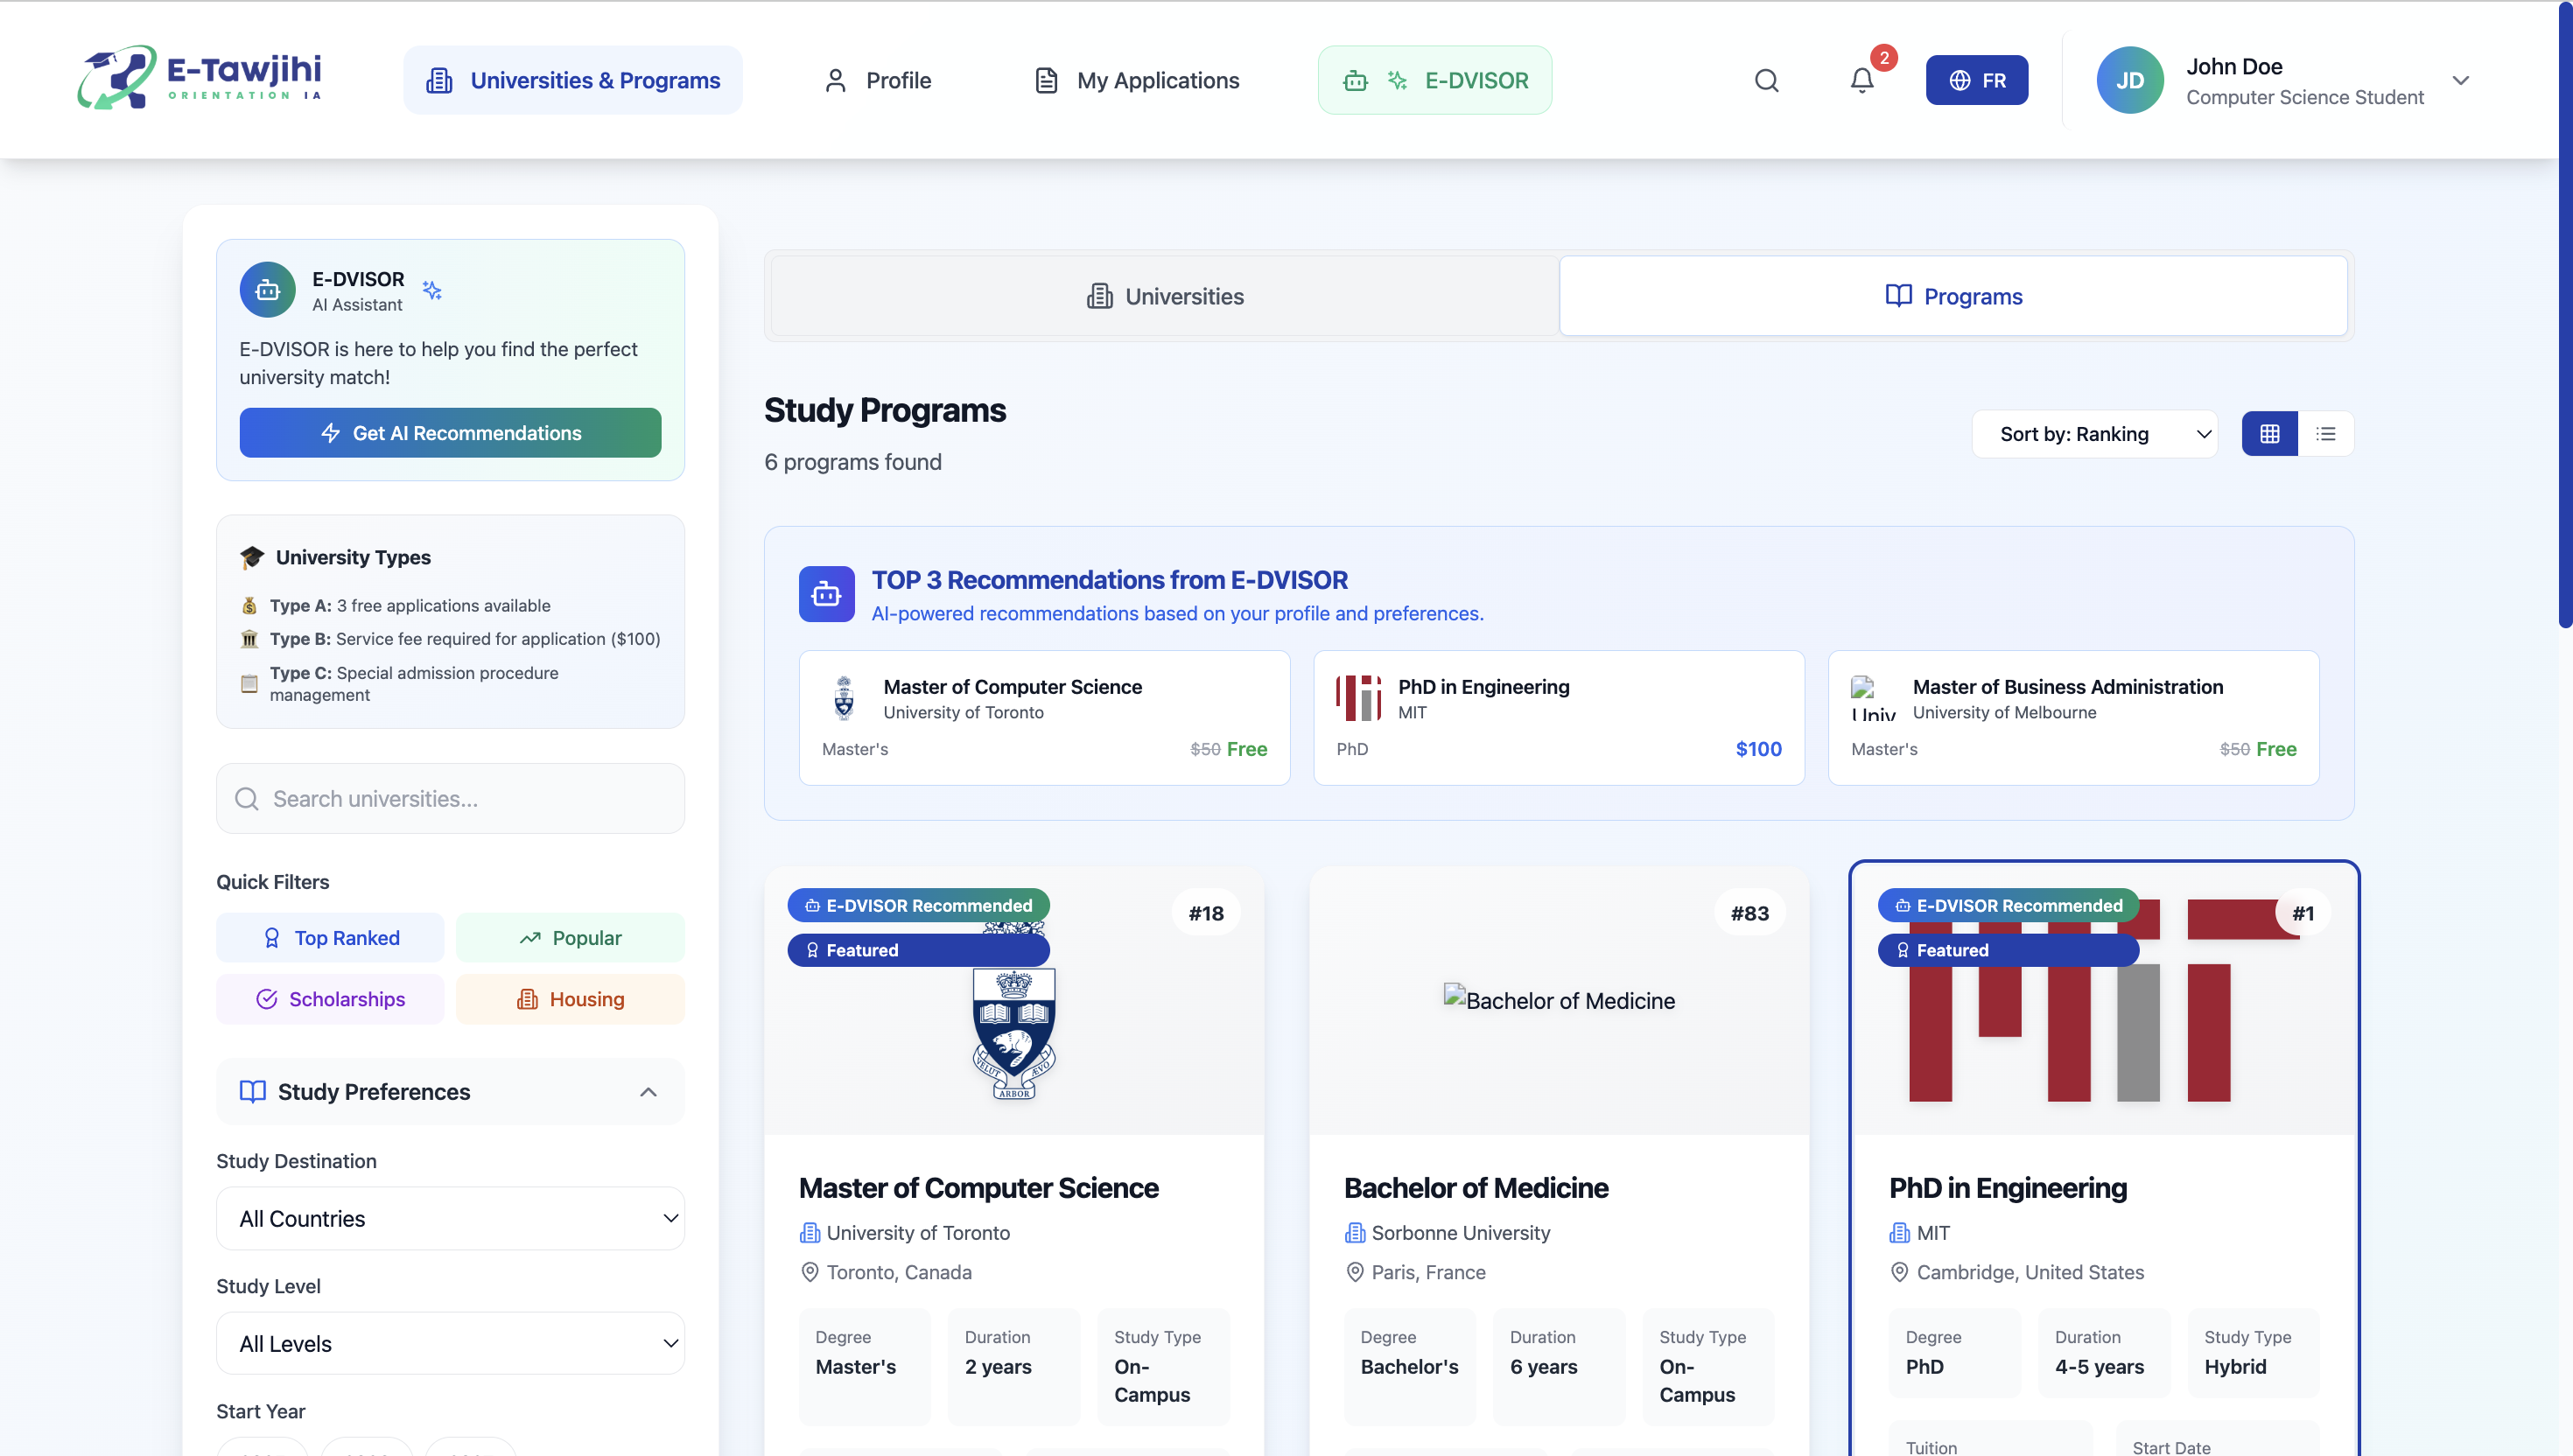 E-Tawjihi
ORIENTATION IA
Universities & Programs
Profile
My Applications
E-DVISOR
2
FR
JD
John Doe
Computer Science Student
E-DVISOR
AI Assistant
E-DVISOR is here to help you find the perfect
university match!
Get AI Recommendations
University Types
Type A: 3 free applications available
Type B: Service fee required for application ($100)
Type C: Special admission procedure
management
Search universities...
Quick Filters
Top Ranked
Popular
Scholarships
Housing
Study Preferences
Study Destination
All Countries
Study Level
All Levels
Start Year
Universities
Programs
Study Programs
6 programs found
Sort by: Ranking
TOP 3 Recommendations from E-DVISOR
AI-powered recommendations based on your profile and preferences.
Master of Computer Science
University of Toronto
Master's
$50 Free
PhD in Engineering
MIT
PhD
$100
Univ
Master of Business Administration
University of Melbourne
Master's
$50 Free
E-DVISOR Recommended
Featured
#18
VELUT ARBOR ÆVO
Master of Computer Science
University of Toronto
Toronto, Canada
Degree
Master's
Duration
2 years
Study Type
On-
Campus
#83
Bachelor of Medicine
Bachelor of Medicine
Sorbonne University
Paris, France
Degree
Bachelor's
Duration
6 years
Study Type
On-
Campus
E-DVISOR Recommended
Featured
#1
PhD in Engineering
MIT
Cambridge, United States
Degree
PhD
Duration
4-5 years
Study Type
Hybrid
Tuition
Start Date